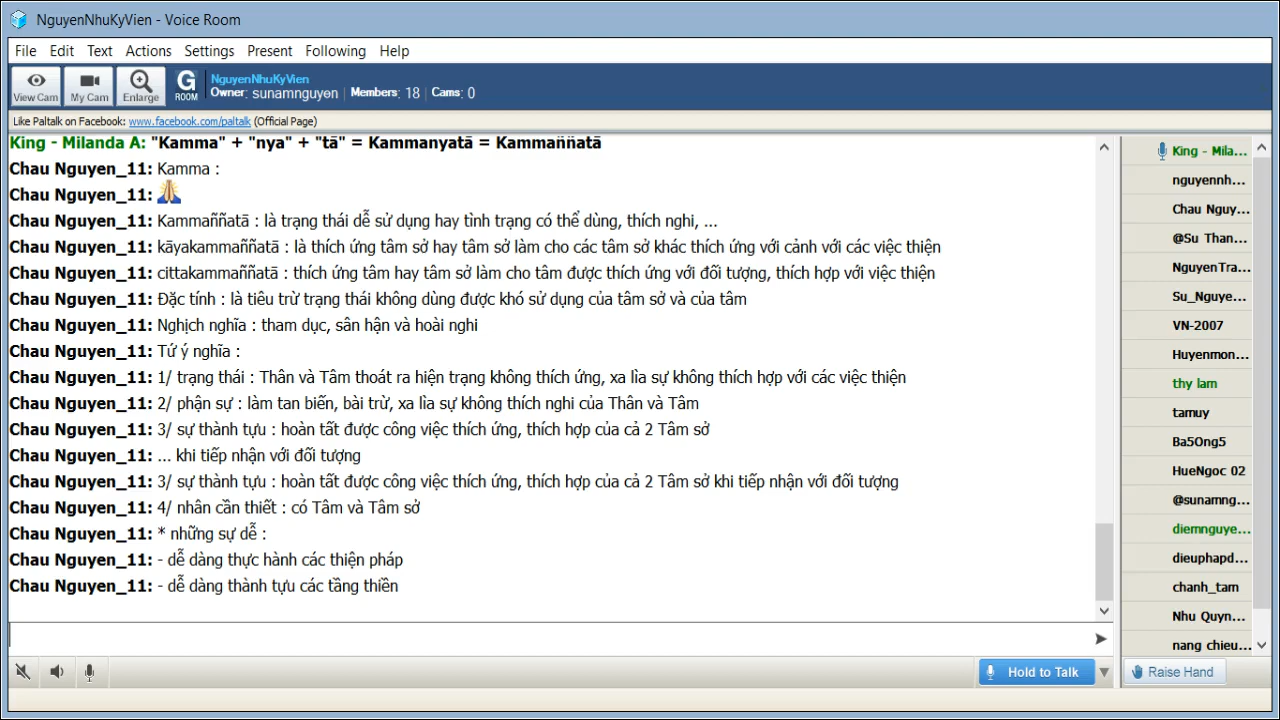 NguyenNhuKyVien - Voice Room
File Edit Text Actions Settings Present Following Help
View Cam My Cam Enlarge G ROOM NguyenNhuKyVien
Owner: sunamnguyen | Members: 18 | Cams: 0
Like Paltalk on Facebook: www.facebook.com/paltalk (Official Page)
King - Milanda A: "Kamma" + "nya" + "tā" = Kammanyatā = Kammaññatā
Chau Nguyen_11: Kamma :
Chau Nguyen_11: 🙏
Chau Nguyen_11: Kammaññatā : là trạng thái dễ sử dụng hay tình trạng có thể dùng, thích nghi, ...
Chau Nguyen_11: kāyakammaññatā : là thích ứng tâm sở hay tâm sở làm cho các tâm sở khác thích ứng với cảnh với các việc thiện
Chau Nguyen_11: cittakammaññatā : thích ứng tâm hay tâm sở làm cho tâm được thích ứng với đối tượng, thích hợp với việc thiện
Chau Nguyen_11: Đặc tính : là tiêu trừ trạng thái không dùng được khó sử dụng của tâm sở và của tâm
Chau Nguyen_11: Nghịch nghĩa : tham dục, sân hận và hoài nghi
Chau Nguyen_11: Tứ ý nghĩa :
Chau Nguyen_11: 1/ trạng thái : Thân và Tâm thoát ra hiện trạng không thích ứng, xa lìa sự không thích hợp với các việc thiện
Chau Nguyen_11: 2/ phận sự : làm tan biến, bài trừ, xa lìa sự không thích nghi của Thân và Tâm
Chau Nguyen_11: 3/ sự thành tựu : hoàn tất được công việc thích ứng, thích hợp của cả 2 Tâm sở
Chau Nguyen_11: ... khi tiếp nhận với đối tượng
Chau Nguyen_11: 3/ sự thành tựu : hoàn tất được công việc thích ứng, thích hợp của cả 2 Tâm sở khi tiếp nhận với đối tượng
Chau Nguyen_11: 4/ nhân cần thiết : có Tâm và Tâm sở
Chau Nguyen_11: * những sự dễ :
Chau Nguyen_11: - dễ dàng thực hành các thiện pháp
Chau Nguyen_11: - dễ dàng thành tựu các tầng thiền
King - Mila...
nguyennh...
Chau Nguy...
@Su Than...
NguyenTra...
Su_Nguye...
VN-2007
Huyenmon...
thy lam
tamuy
Ba5Ong5
HueNgoc 02
@sunamng...
diemnguye...
dieuphapd...
chanh_tam
Nhu Quyn...
nang chieu...
Hold to Talk
Raise Hand